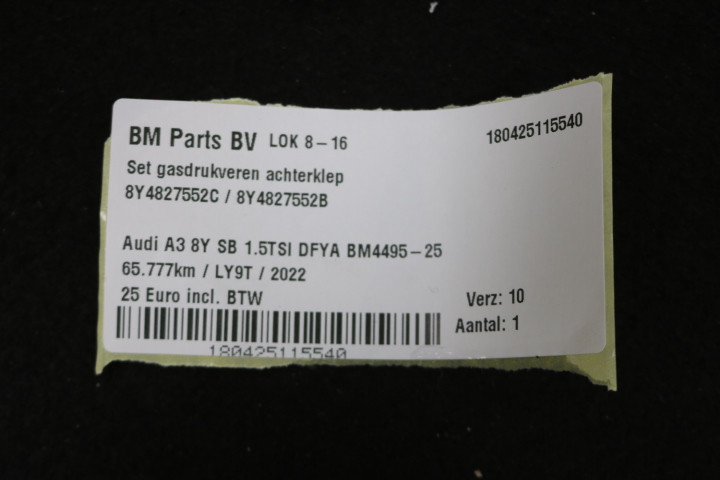 BM Parts BV LOK 8-16 180425115540
Set gasdrukveren achterklep
8Y4827552C / 8Y4827552B
Audi A3 8Y SB 1.5TSI DFYA BM4495-25
65.777km / LY9T / 2022
25 Euro incl. BTW Verz: 10
Aantal: 1
180425115540